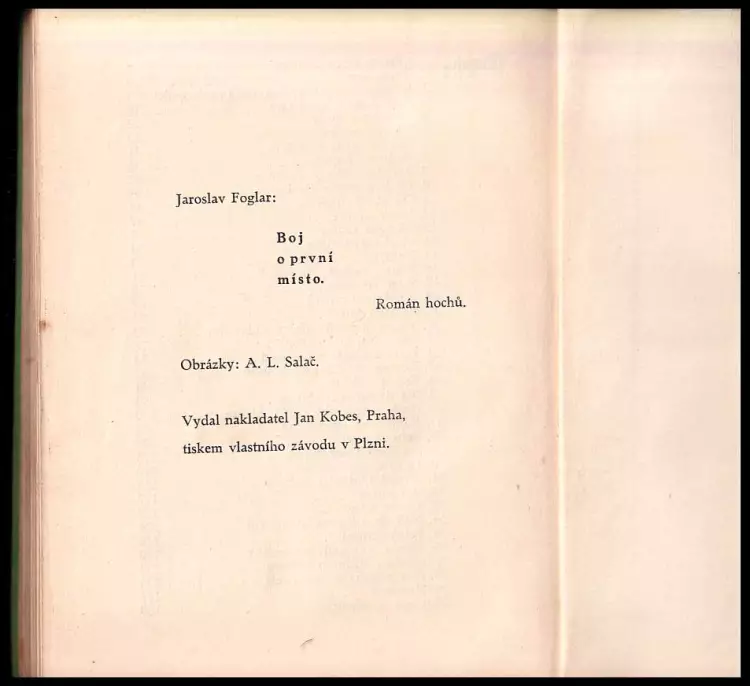 Jaroslav Foglar:
Boj
o první
místo.
Román hochů.
Obrázky: A. L. Salač.
Vydal nakladatel Jan Kobes, Praha,
tiskem vlastního závodu v Plzni.